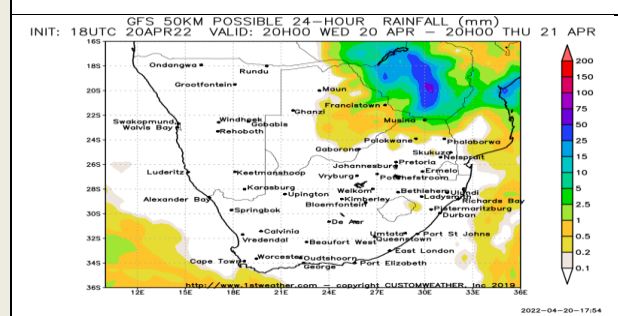 GFS 50KM POSSIBLE 24-HOUR RAINFALL (mm)
INIT: 18UTC 20APR22 VALID: 20H00 WED 20 APR - 20H00 THU 21 APR
16S
18S
20S
22S
24S
26S
28S
30S
32S
34S
36S
Ondangwa
Rundu
Grootfontein
Maun
Francistown
Ghanzi
Musina
Swakopmund
Windhoek
Gobabis
Walvis Bay
Rehoboth
Polokwane
Phalaborwa
Gaborone
Skukuza
Nelspruit
Johannesburg
Pretoria
Luderitz
Keetmanshoop
Vryburg
Potchefstroom
Ermelo
Karasburg
Upington
Welkom
Bethlehem
Ulundi
Alexander Bay
Kimberley
Ladysmith
Richards Bay
Bloemfontein
Springbok
Pietermaritzburg
Durban
De Aar
Calvinia
Vredendal
Umtata
Port St Johns
Beaufort West
Queenstown
East London
Cape Town
Worcester
Oudtshoorn
George
Port Elizabeth
http://www.1stweather.com - copyright CUSTOMWEATHER, Inc 2019
12E 15E 18E 21E 24E 27E 30E 33E 36E
200
150
100
75
50
25
15
10
5
2.5
1
0.5
0.2
0.1
2022-04-20-17:54